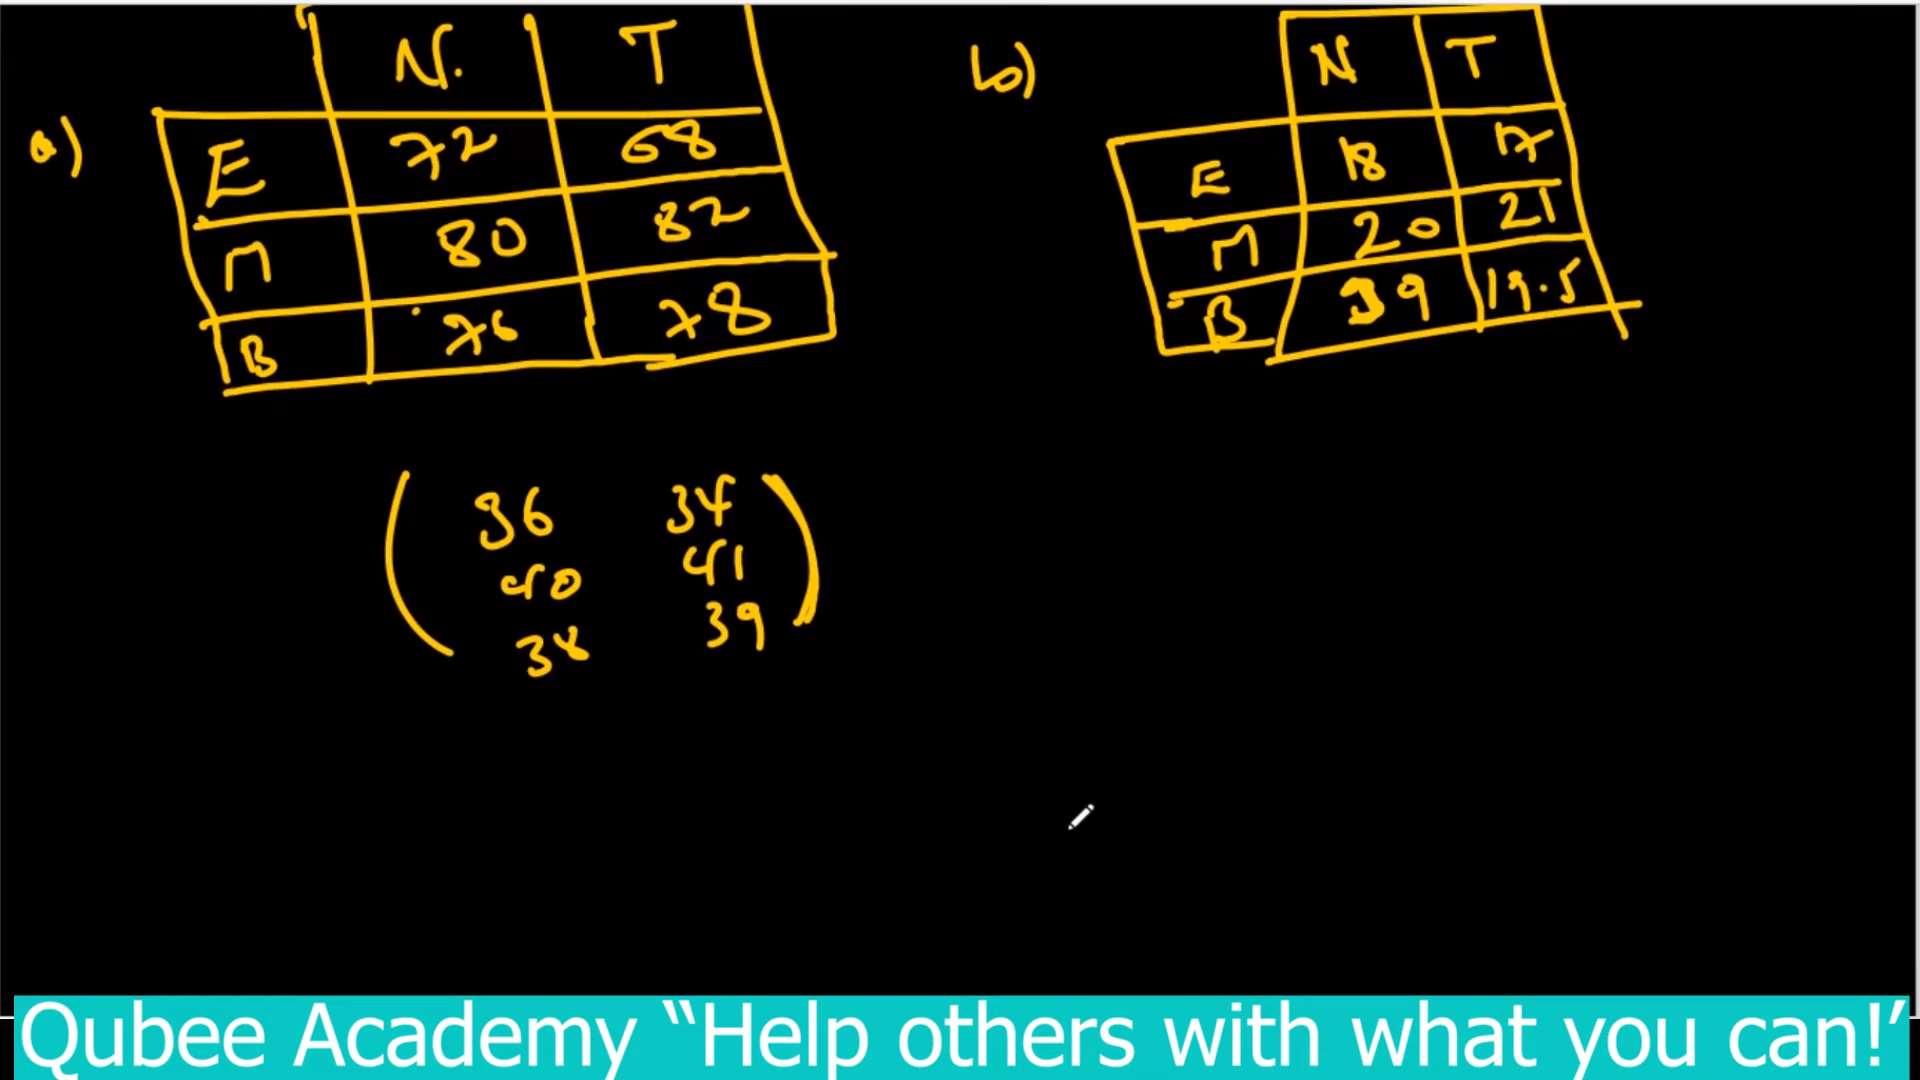 a)
N. T
E 72 68
M 80 82
B 76 78
b)
N T
E 18 17
M 20 21
B 39 19.5
36 34
40 41
38 39
Qubee Academy “Help others with what you can!’